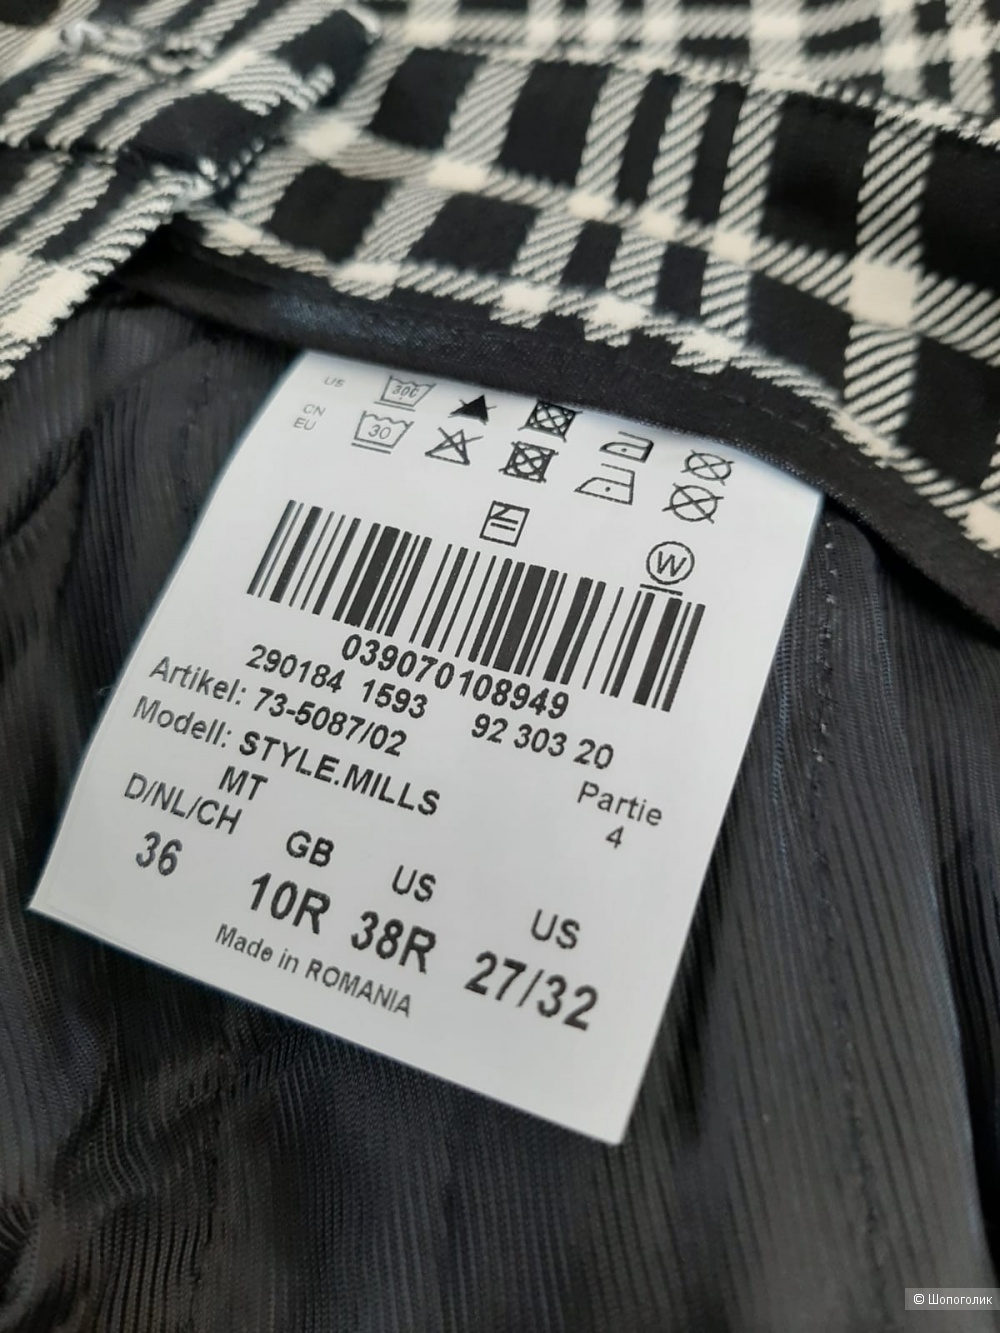 US
30C
CN
EU
30
W
039070108949
290184 1593 92 303 20
Artikel: 73-5087/02
Modell: STYLE.MILLS
MT
Partie
4
D/NL/CH GB US US
36 10R 38R 27/32
Made in ROMANIA
© Шопоголик